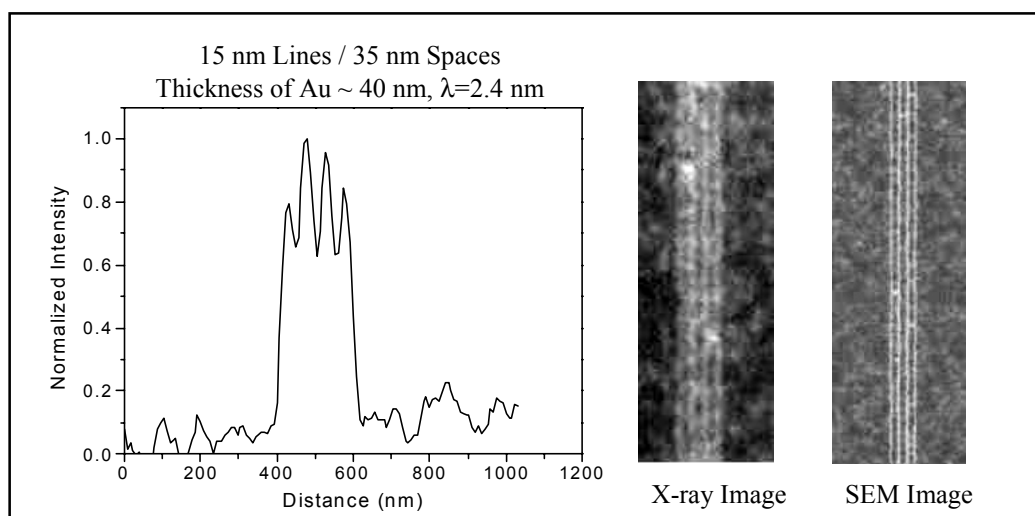 15 nm Lines / 35 nm Spaces
Thickness of Au ~ 40 nm, λ=2.4 nm
1.0
0.8
0.6
0.4
0.2
0.0
Normalized Intensity
0 200 400 600 800 1000 1200
Distance (nm)
X-ray Image
SEM Image